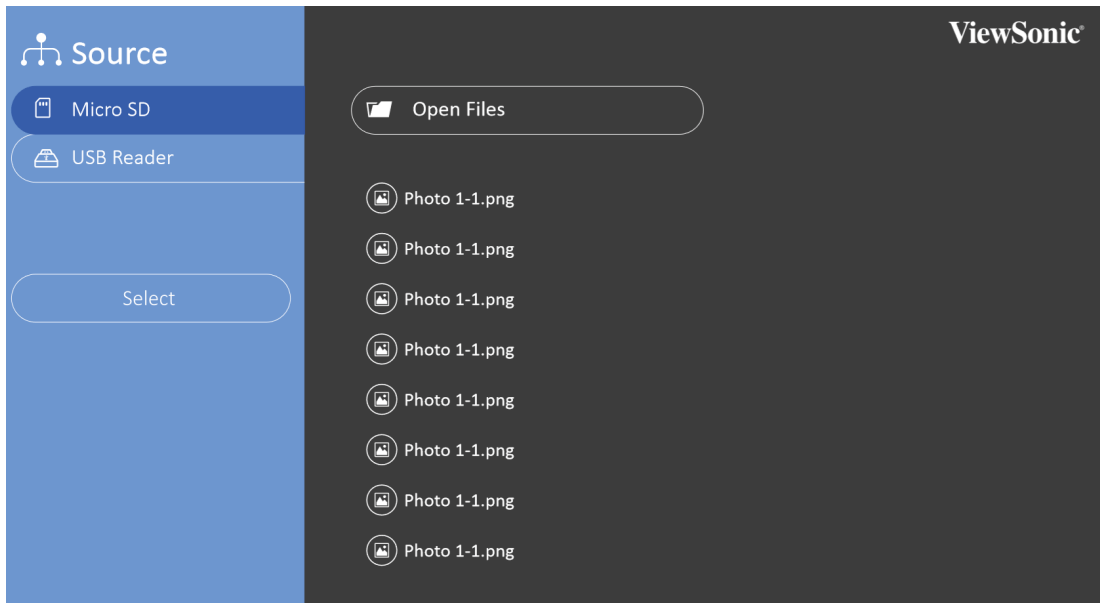 Source
Micro SD
USB Reader
Select
ViewSonic®
Open Files
Photo 1-1.png
Photo 1-1.png
Photo 1-1.png
Photo 1-1.png
Photo 1-1.png
Photo 1-1.png
Photo 1-1.png
Photo 1-1.png